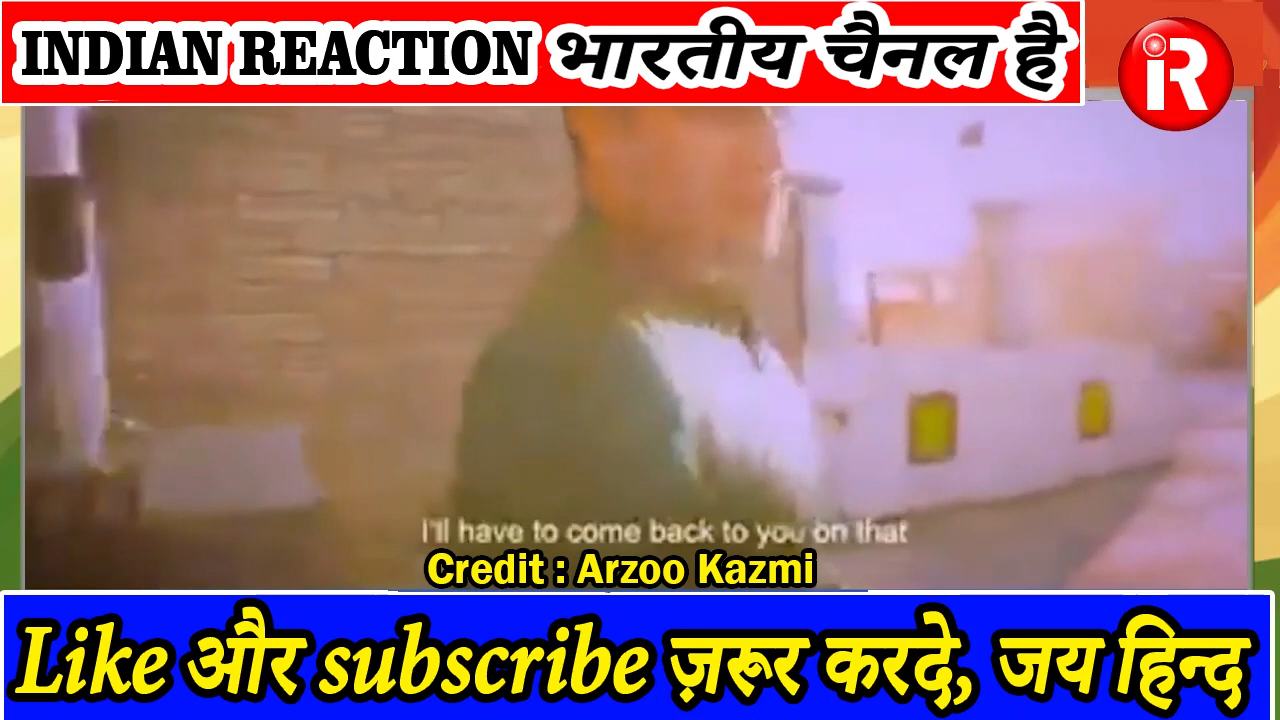 INDIAN REACTION भारतीय चैनल है
iR
I'll have to come back to you on that
Credit : Arzoo Kazmi
Like और subscribe ज़रूर करदे, जय हिन्द